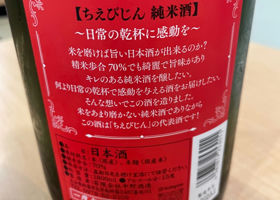 【ちえびじん 純米酒】
～日常の乾杯に感動を～
米を磨けば旨い日本酒が出来るのか?
精米歩合70%でも綺麗で旨味があり
キレのある純米酒を醸したい。
何より日常の乾杯で感動を与える酒をお届けしたい。
そんな想いでこの酒を造りました。
米をあまり磨かない純米酒でありながら
この酒は「ちえびじん」の代表酒です!
日本酒